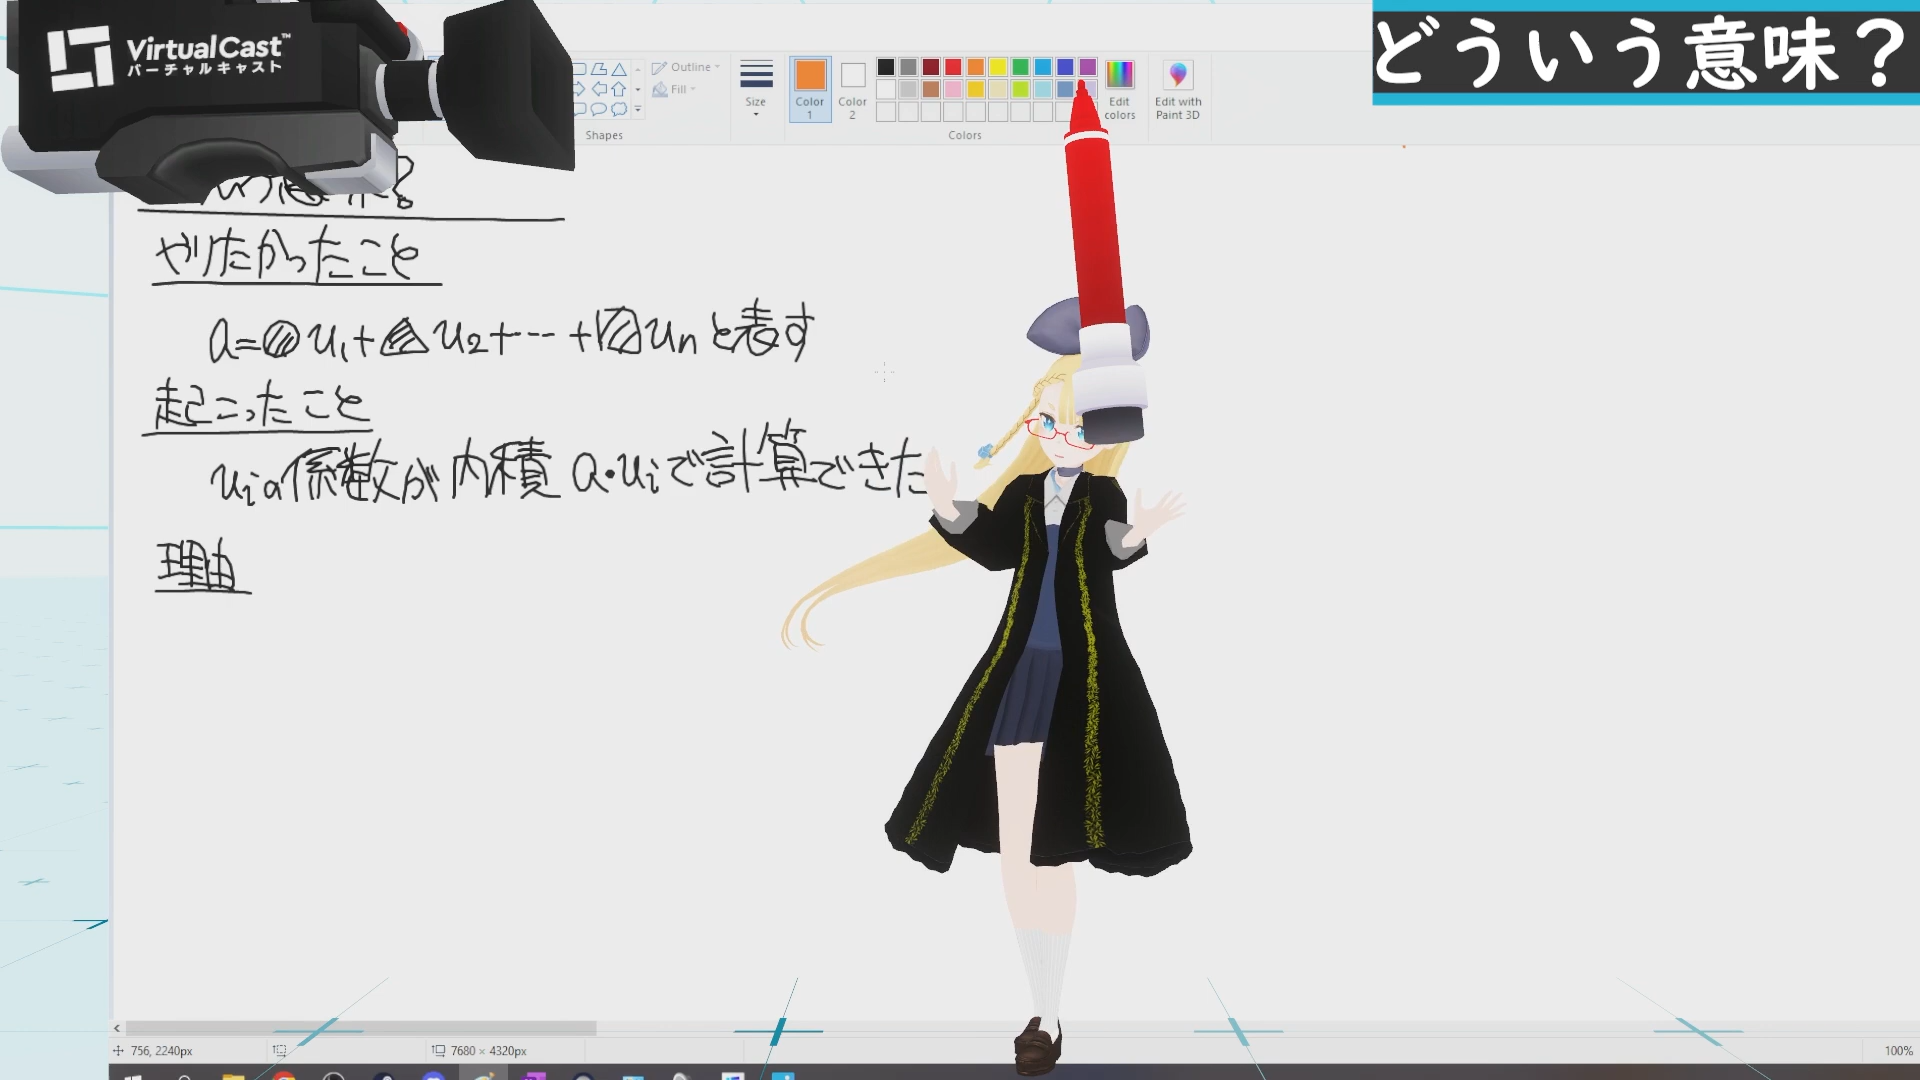 VirtualCast™
バーチャルキャスト
どういう意味？
Outline
Fill
Shapes
Size
Color 1
Color 2
Colors
Edit colors
Edit with Paint 3D
やりたかったこと
a=●u₁+▲u₂+…+■uₙと表す
起こったこと
uᵢの係数が内積 a・uᵢで計算できた
理由
756, 2240px
7680 × 4320px
100%